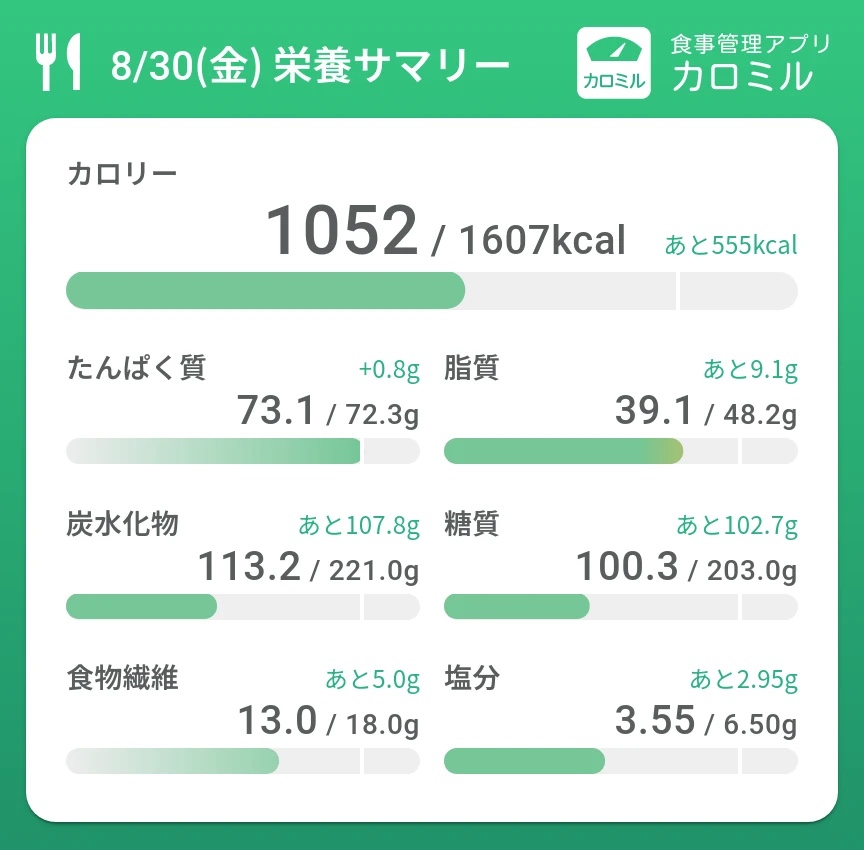 8/30(金) 栄養サマリー
カロミル
食事管理アプリ
カロミル
カロリー
1052 / 1607kcal あと555kcal
たんぱく質 +0.8g
73.1 / 72.3g
脂質 あと9.1g
39.1 / 48.2g
炭水化物 あと107.8g
113.2 / 221.0g
糖質 あと102.7g
100.3 / 203.0g
食物繊維 あと5.0g
13.0 / 18.0g
塩分 あと2.95g
3.55 / 6.50g